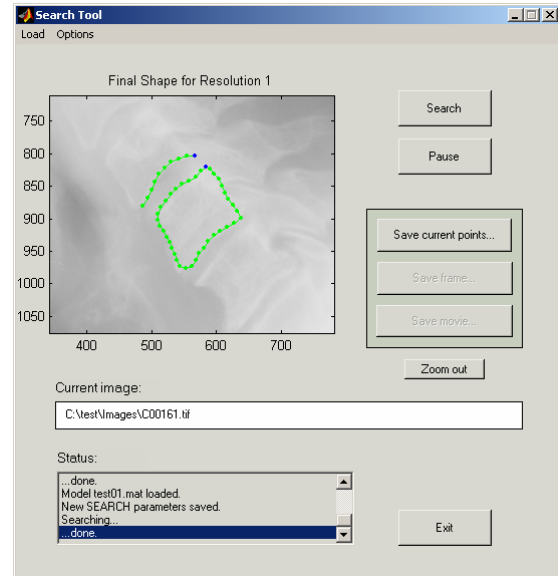 Search Tool
Load Options
Final Shape for Resolution 1
750
800
850
900
950
1000
1050
400 500 600 700
Search
Pause
Save current points...
Save frame...
Save movie...
Zoom out
Current image:
C:\test\Images\C00161.tif
Status:
...done.
Model test01.mat loaded.
New SEARCH parameters saved.
Searching...
...done.
Exit